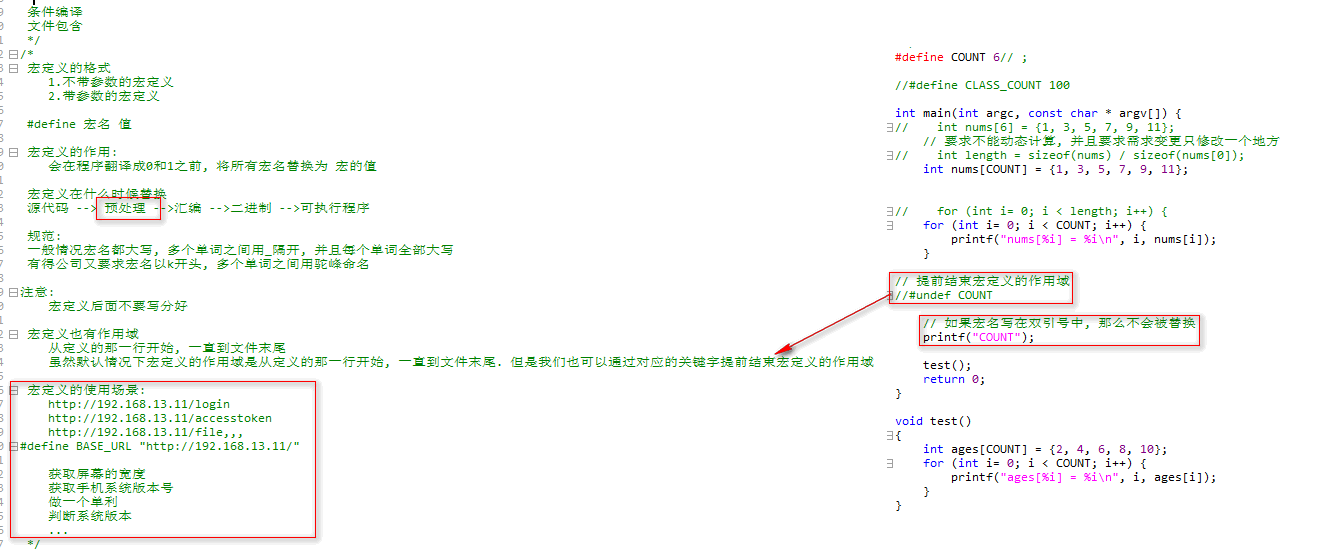 条件编译
文件包含
*/
/*
宏定义的格式
1.不带参数的宏定义
2.带参数的宏定义
#define 宏名 值
宏定义的作用:
会在程序翻译成0和1之前, 将所有宏名替换为 宏的值
宏定义在什么时候替换
源代码 --> 预处理 -->汇编 -->二进制 -->可执行程序
规范:
一般情况宏名都大写, 多个单词之间用_隔开, 并且每个单词全部大写
有得公司又要求宏名以k开头, 多个单词之间用驼峰命名
注意:
宏定义后面不要写分好
宏定义也有作用域
从定义的那一行开始, 一直到文件末尾
虽然默认情况下宏定义的作用域是从定义的那一行开始, 一直到文件末尾. 但是我们也可以通过对应的关键字提前结束宏定义的作用域
宏定义的使用场景:
http://192.168.13.11/login
http://192.168.13.11/accesstoken
http://192.168.13.11/file,,,
#define BASE_URL "http://192.168.13.11/"
获取屏幕的宽度
获取手机系统版本号
做一个单利
判断系统版本
...
*/
#define COUNT 6// ;
//#define CLASS_COUNT 100
int main(int argc, const char * argv[]) {
//    int nums[6] = {1, 3, 5, 7, 9, 11};
// 要求不能动态计算, 并且要求需求变更只修改一个地方
//    int length = sizeof(nums) / sizeof(nums[0]);
int nums[COUNT] = {1, 3, 5, 7, 9, 11};
//    for (int i= 0; i < length; i++) {
for (int i= 0; i < COUNT; i++) {
printf("nums[%i] = %i\n", i, nums[i]);
}
// 提前结束宏定义的作用域
//#undef COUNT
// 如果宏名写在双引号中, 那么不会被替换
printf("COUNT");
test();
return 0;
}
void test()
{
int ages[COUNT] = {2, 4, 6, 8, 10};
for (int i= 0; i < COUNT; i++) {
printf("ages[%i] = %i\n", i, ages[i]);
}
}